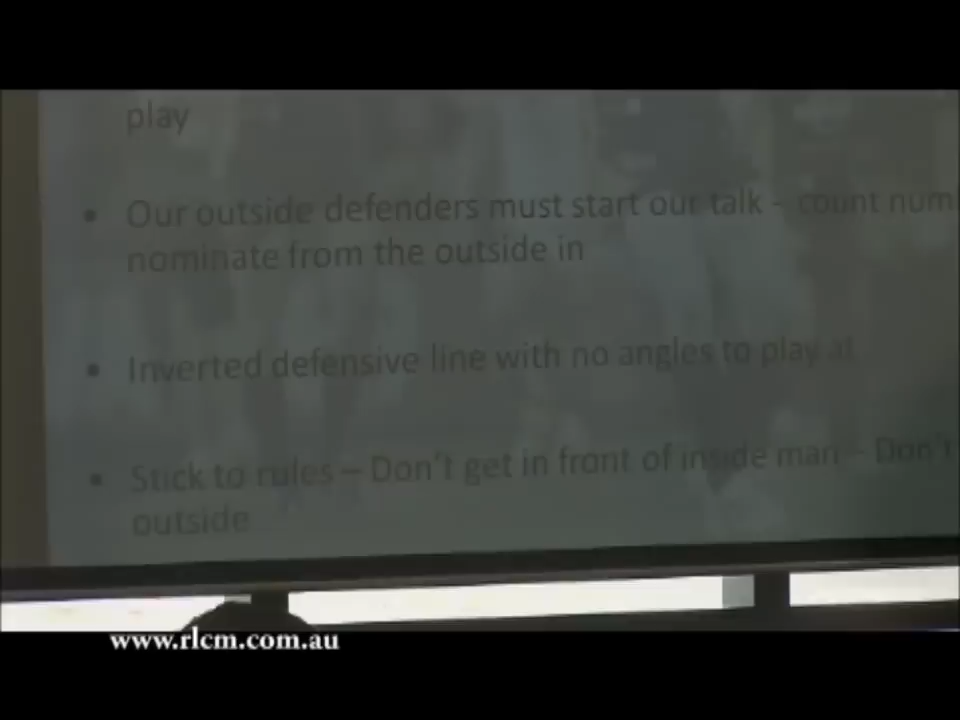 play
• Our outside defenders must start our talk - count num
nominate from the outside in
• Inverted defensive line with no angles to play at
• Stick to rules – Don't get in front of inside man – Don't
outside
www.rlcm.com.au